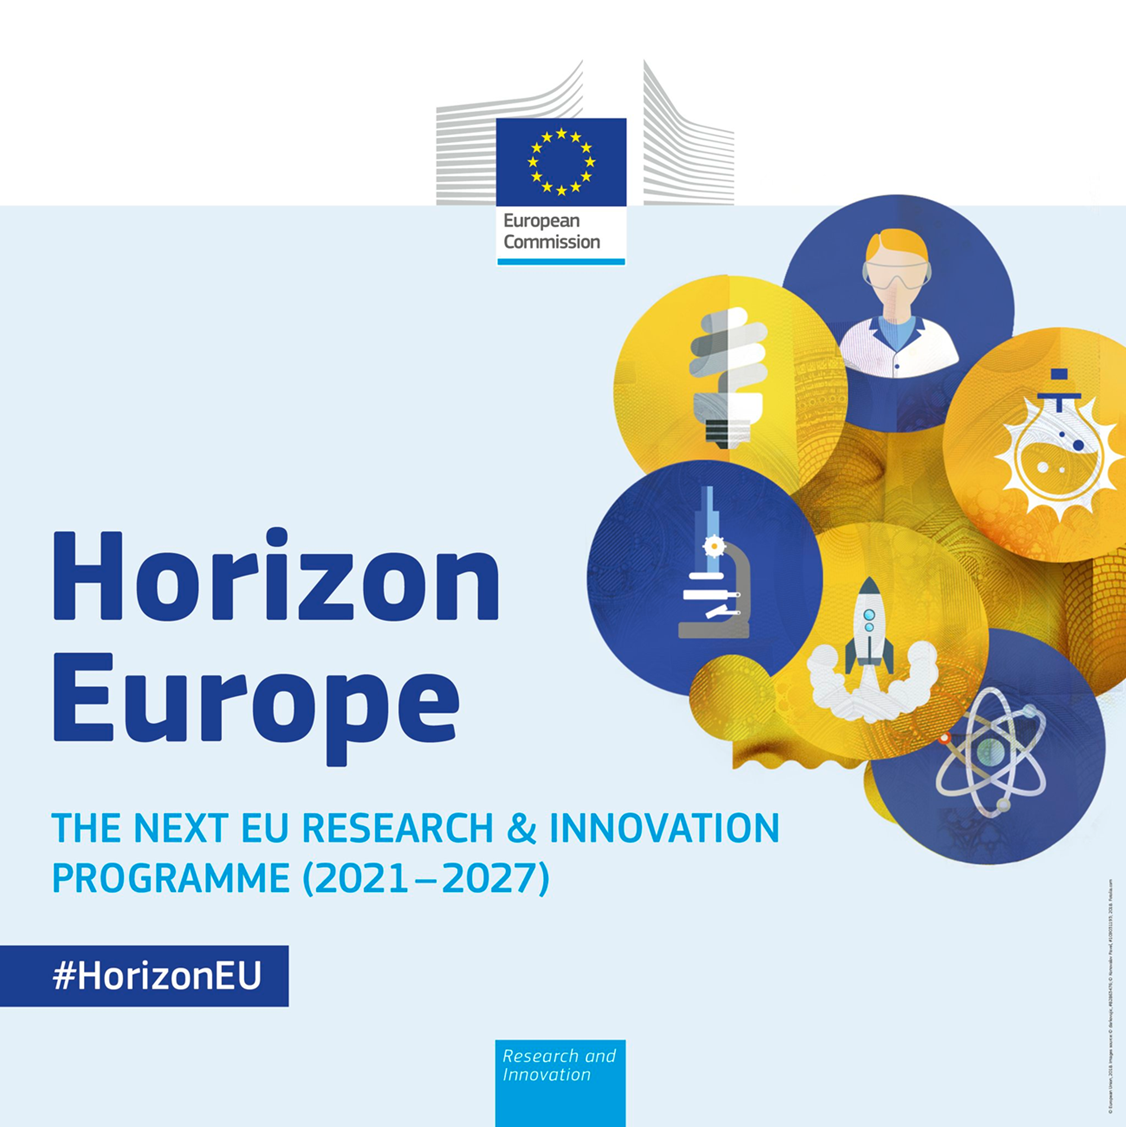 European
Commission
Horizon
Europe
THE NEXT EU RESEARCH & INNOVATION
PROGRAMME (2021–2027)
#HorizonEU
Research and
Innovation